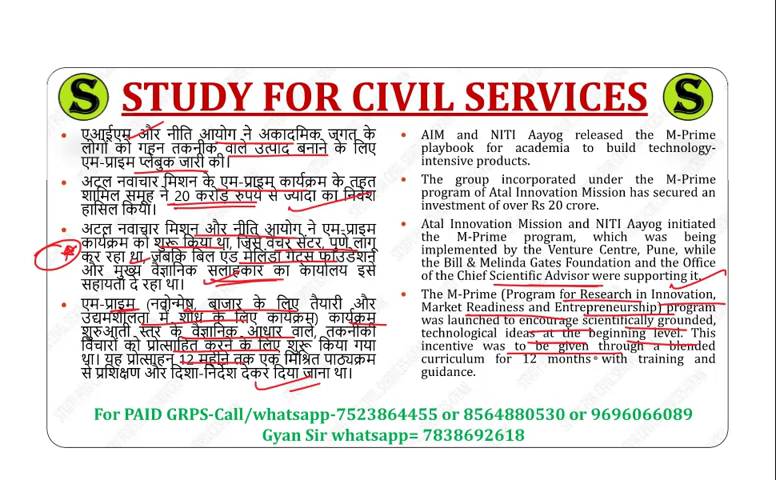 S STUDY FOR CIVIL SERVICES S
• एआईएम और नीति आयोग ने अकादमिक जगत के
लोगों को गहन तकनीक वाले उत्पाद बनाने के लिए
एम-प्राइम प्लेबुक जारी की।
• अटल नवाचार मिशन के एम-प्राइम कार्यक्रम के तहत
शामिल समूह ने 20 करोड़ रुपये से ज्यादा का निवेश
हासिल किया।
• अटल नवाचार मिशन और नीति आयोग ने एम-प्राइम
कार्यक्रम को शुरू किया था, जिसे वेंचर सेंटर, पुणे लागू
कर रहा था, जबकि बिल एंड मेलिंडा गेट्स फाउंडेशन
और मुख्य वैज्ञानिक सलाहकार का कार्यालय इसे
सहायता दे रहा था।
• एम-प्राइम (नवोन्मेष, बाजार के लिए तैयारी और
उद्यमशीलता में शोध के लिए कार्यक्रम) कार्यक्रम
शुरुआती स्तर के वैज्ञानिक आधार वाले, तकनीकी
विचारों को प्रोत्साहित करने के लिए शुरू किया गया
था। यह प्रोत्साहन 12 महीने तक एक मिश्रित पाठ्यक्रम
से प्रशिक्षण और दिशा-निर्देश देकर दिया जाना था।
• AIM and NITI Aayog released the M-Prime
playbook for academia to build technology-
intensive products.
• The group incorporated under the M-Prime
program of Atal Innovation Mission has secured an
investment of over Rs 20 crore.
• Atal Innovation Mission and NITI Aayog initiated
the M-Prime program, which was being
implemented by the Venture Centre, Pune, while
the Bill & Melinda Gates Foundation and the Office
of the Chief Scientific Advisor were supporting it.
• The M-Prime (Program for Research in Innovation,
Market Readiness and Entrepreneurship) program
was launched to encourage scientifically grounded,
technological ideas at the beginning level. This
incentive was to be given through a blended
curriculum for 12 months with training and
guidance.
For PAID GRPS-Call/whatsapp-7523864455 or 8564880530 or 9696066089
Gyan Sir whatsapp= 7838692618